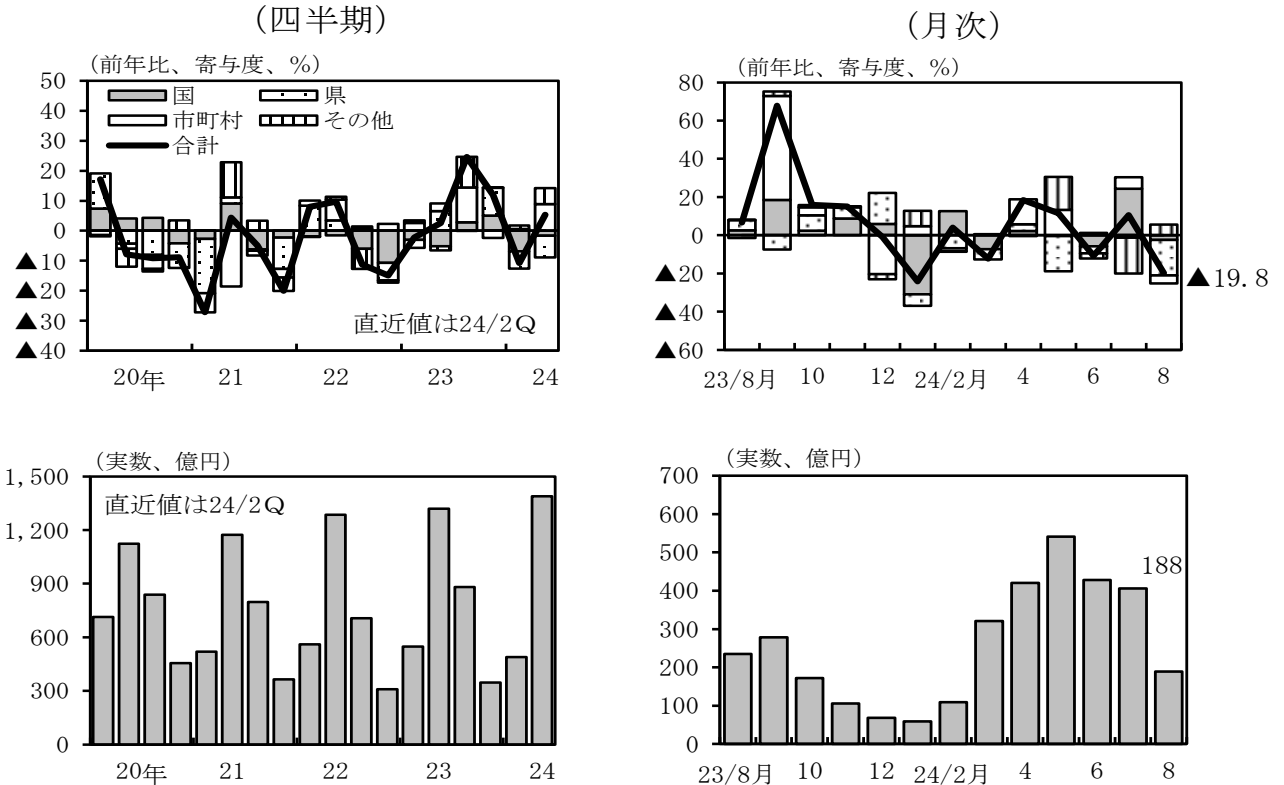 (四半期)
(前年比、寄与度、%)
50
40
30
20
10
0
▲10
▲20
▲30
▲40
国
県
市町村
その他
合計
直近値は24/2Q
20年
21
22
23
24
(月次)
(前年比、寄与度、%)
80
60
40
20
0
▲20
▲40
▲60
▲19.8
23/8月
10
12
24/2月
4
6
8
(実数、億円)
1,500
1,200
900
600
300
0
直近値は24/2Q
20年
21
22
23
24
(実数、億円)
700
600
500
400
300
200
100
0
188
23/8月
10
12
24/2月
4
6
8